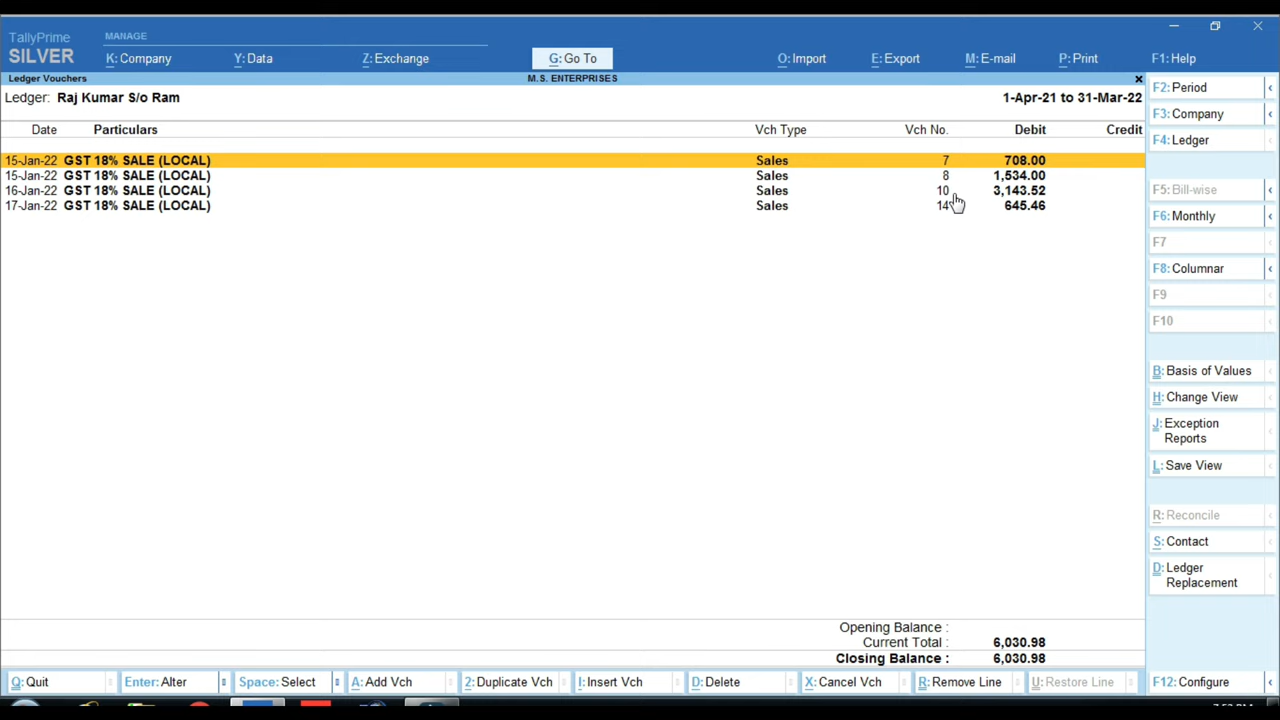 TallyPrime MANAGE
SILVER K: Company Y: Data Z: Exchange G: Go To O: Import E: Export M: E-mail P: Print F1: Help
Ledger Vouchers M.S. ENTERPRISES
Ledger: Raj Kumar S/o Ram 1-Apr-21 to 31-Mar-22
Date Particulars Vch Type Vch No. Debit Credit
15-Jan-22 GST 18% SALE (LOCAL) Sales 7 708.00
15-Jan-22 GST 18% SALE (LOCAL) Sales 8 1,534.00
16-Jan-22 GST 18% SALE (LOCAL) Sales 10 3,143.52
17-Jan-22 GST 18% SALE (LOCAL) Sales 14 645.46
Opening Balance :
Current Total : 6,030.98
Closing Balance : 6,030.98
F2: Period
F3: Company
F4: Ledger
F5: Bill-wise
F6: Monthly
F7
F8: Columnar
F9
F10
B: Basis of Values
H: Change View
J: Exception
Reports
L: Save View
R: Reconcile
S: Contact
D: Ledger
Replacement
Q: Quit Enter: Alter Space: Select A: Add Vch 2: Duplicate Vch I: Insert Vch D: Delete X: Cancel Vch R: Remove Line U: Restore Line F12: Configure